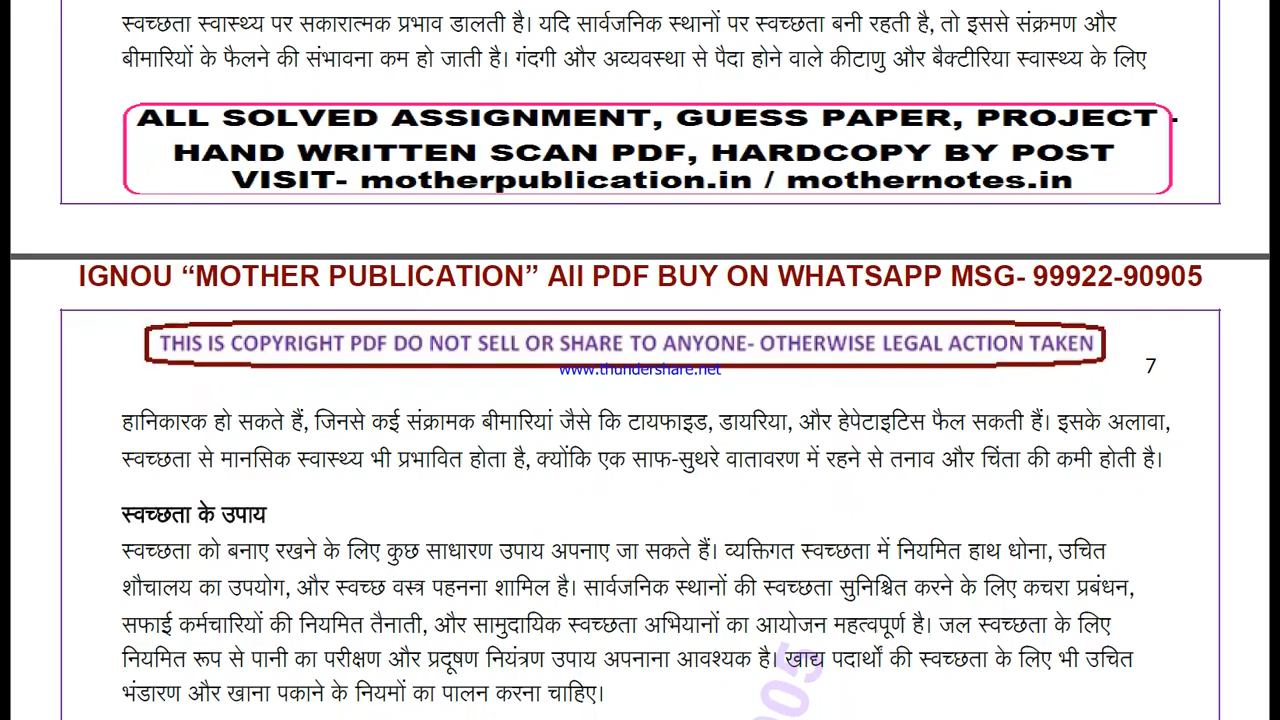 स्वच्छता स्वास्थ्य पर सकारात्मक प्रभाव डालती है। यदि सार्वजनिक स्थानों पर स्वच्छता बनी रहती है, तो इससे संक्रमण और
बीमारियों के फैलने की संभावना कम हो जाती है। गंदगी और अव्यवस्था से पैदा होने वाले कीटाणु और बैक्टीरिया स्वास्थ्य के लिए
ALL SOLVED ASSIGNMENT, GUESS PAPER, PROJECT -
HAND WRITTEN SCAN PDF, HARDCOPY BY POST
VISIT- motherpublication.in / mothernotes.in
IGNOU “MOTHER PUBLICATION” All PDF BUY ON WHATSAPP MSG- 99922-90905
THIS IS COPYRIGHT PDF DO NOT SELL OR SHARE TO ANYONE- OTHERWISE LEGAL ACTION TAKEN
www.thundershare.net
7
हानिकारक हो सकते हैं, जिनसे कई संक्रामक बीमारियां जैसे कि टायफाइड, डायरिया, और हेपेटाइटिस फैल सकती हैं। इसके अलावा,
स्वच्छता से मानसिक स्वास्थ्य भी प्रभावित होता है, क्योंकि एक साफ-सुथरे वातावरण में रहने से तनाव और चिंता की कमी होती है।
स्वच्छता के उपाय
स्वच्छता को बनाए रखने के लिए कुछ साधारण उपाय अपनाए जा सकते हैं। व्यक्तिगत स्वच्छता में नियमित हाथ धोना, उचित
शौचालय का उपयोग, और स्वच्छ वस्त्र पहनना शामिल है। सार्वजनिक स्थानों की स्वच्छता सुनिश्चित करने के लिए कचरा प्रबंधन,
सफाई कर्मचारियों की नियमित तैनाती, और सामुदायिक स्वच्छता अभियानों का आयोजन महत्वपूर्ण है। जल स्वच्छता के लिए
नियमित रूप से पानी का परीक्षण और प्रदूषण नियंत्रण उपाय अपनाना आवश्यक है। खाद्य पदार्थों की स्वच्छता के लिए भी उचित
भंडारण और खाना पकाने के नियमों का पालन करना चाहिए।
905